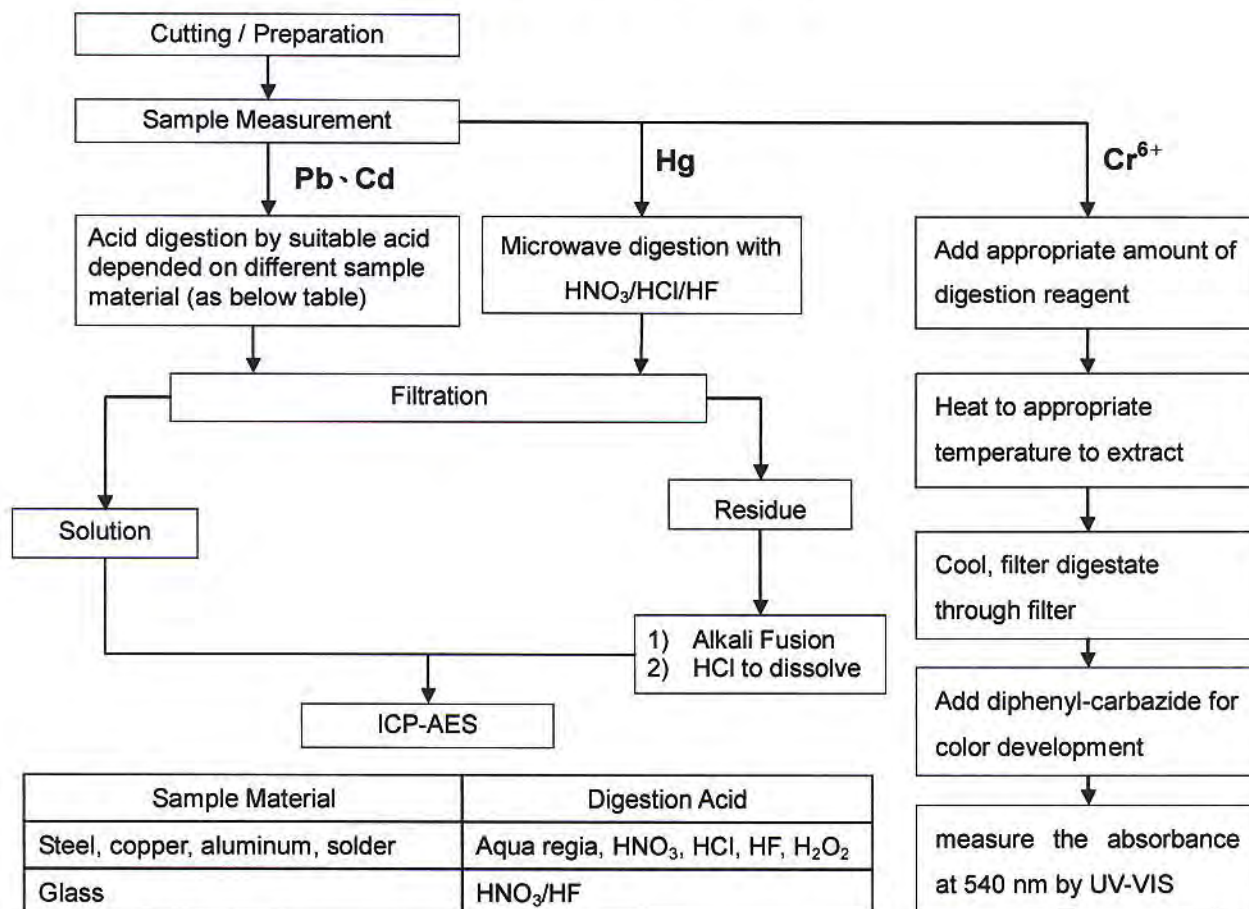 Cutting / Preparation
Sample Measurement
Pb、Cd
Hg
Cr⁶⁺
Acid digestion by suitable acid
depended on different sample
material (as below table)
Microwave digestion with
HNO₃/HCl/HF
Add appropriate amount of
digestion reagent
Filtration
Heat to appropriate
temperature to extract
Solution
Residue
Cool, filter digestate
through filter
1) Alkali Fusion
2) HCl to dissolve
ICP-AES
Add diphenyl-carbazide for
color development
measure the absorbance
at 540 nm by UV-VIS
Sample Material Digestion Acid
Steel, copper, aluminum, solder Aqua regia, HNO₃, HCl, HF, H₂O₂
Glass HNO₃/HF